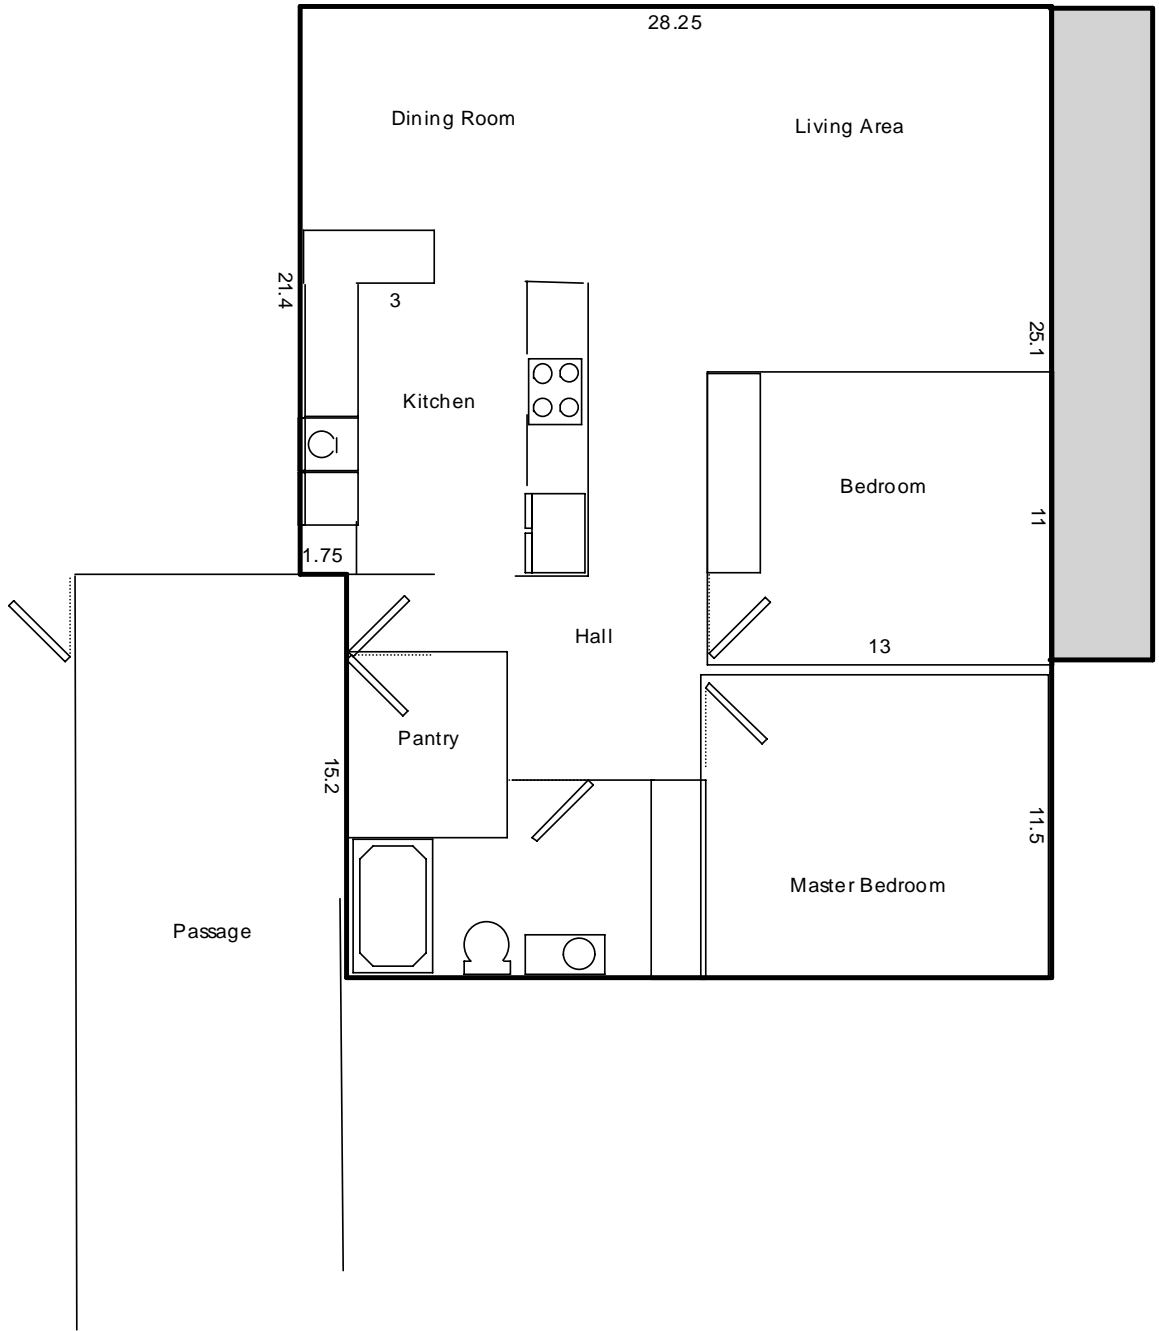 28.25
Dining Room
Living Area
21.4
3
25.1
Kitchen
Bedroom
11
1.75
Hall
13
Pantry
15.2
11.5
Master Bedroom
Passage